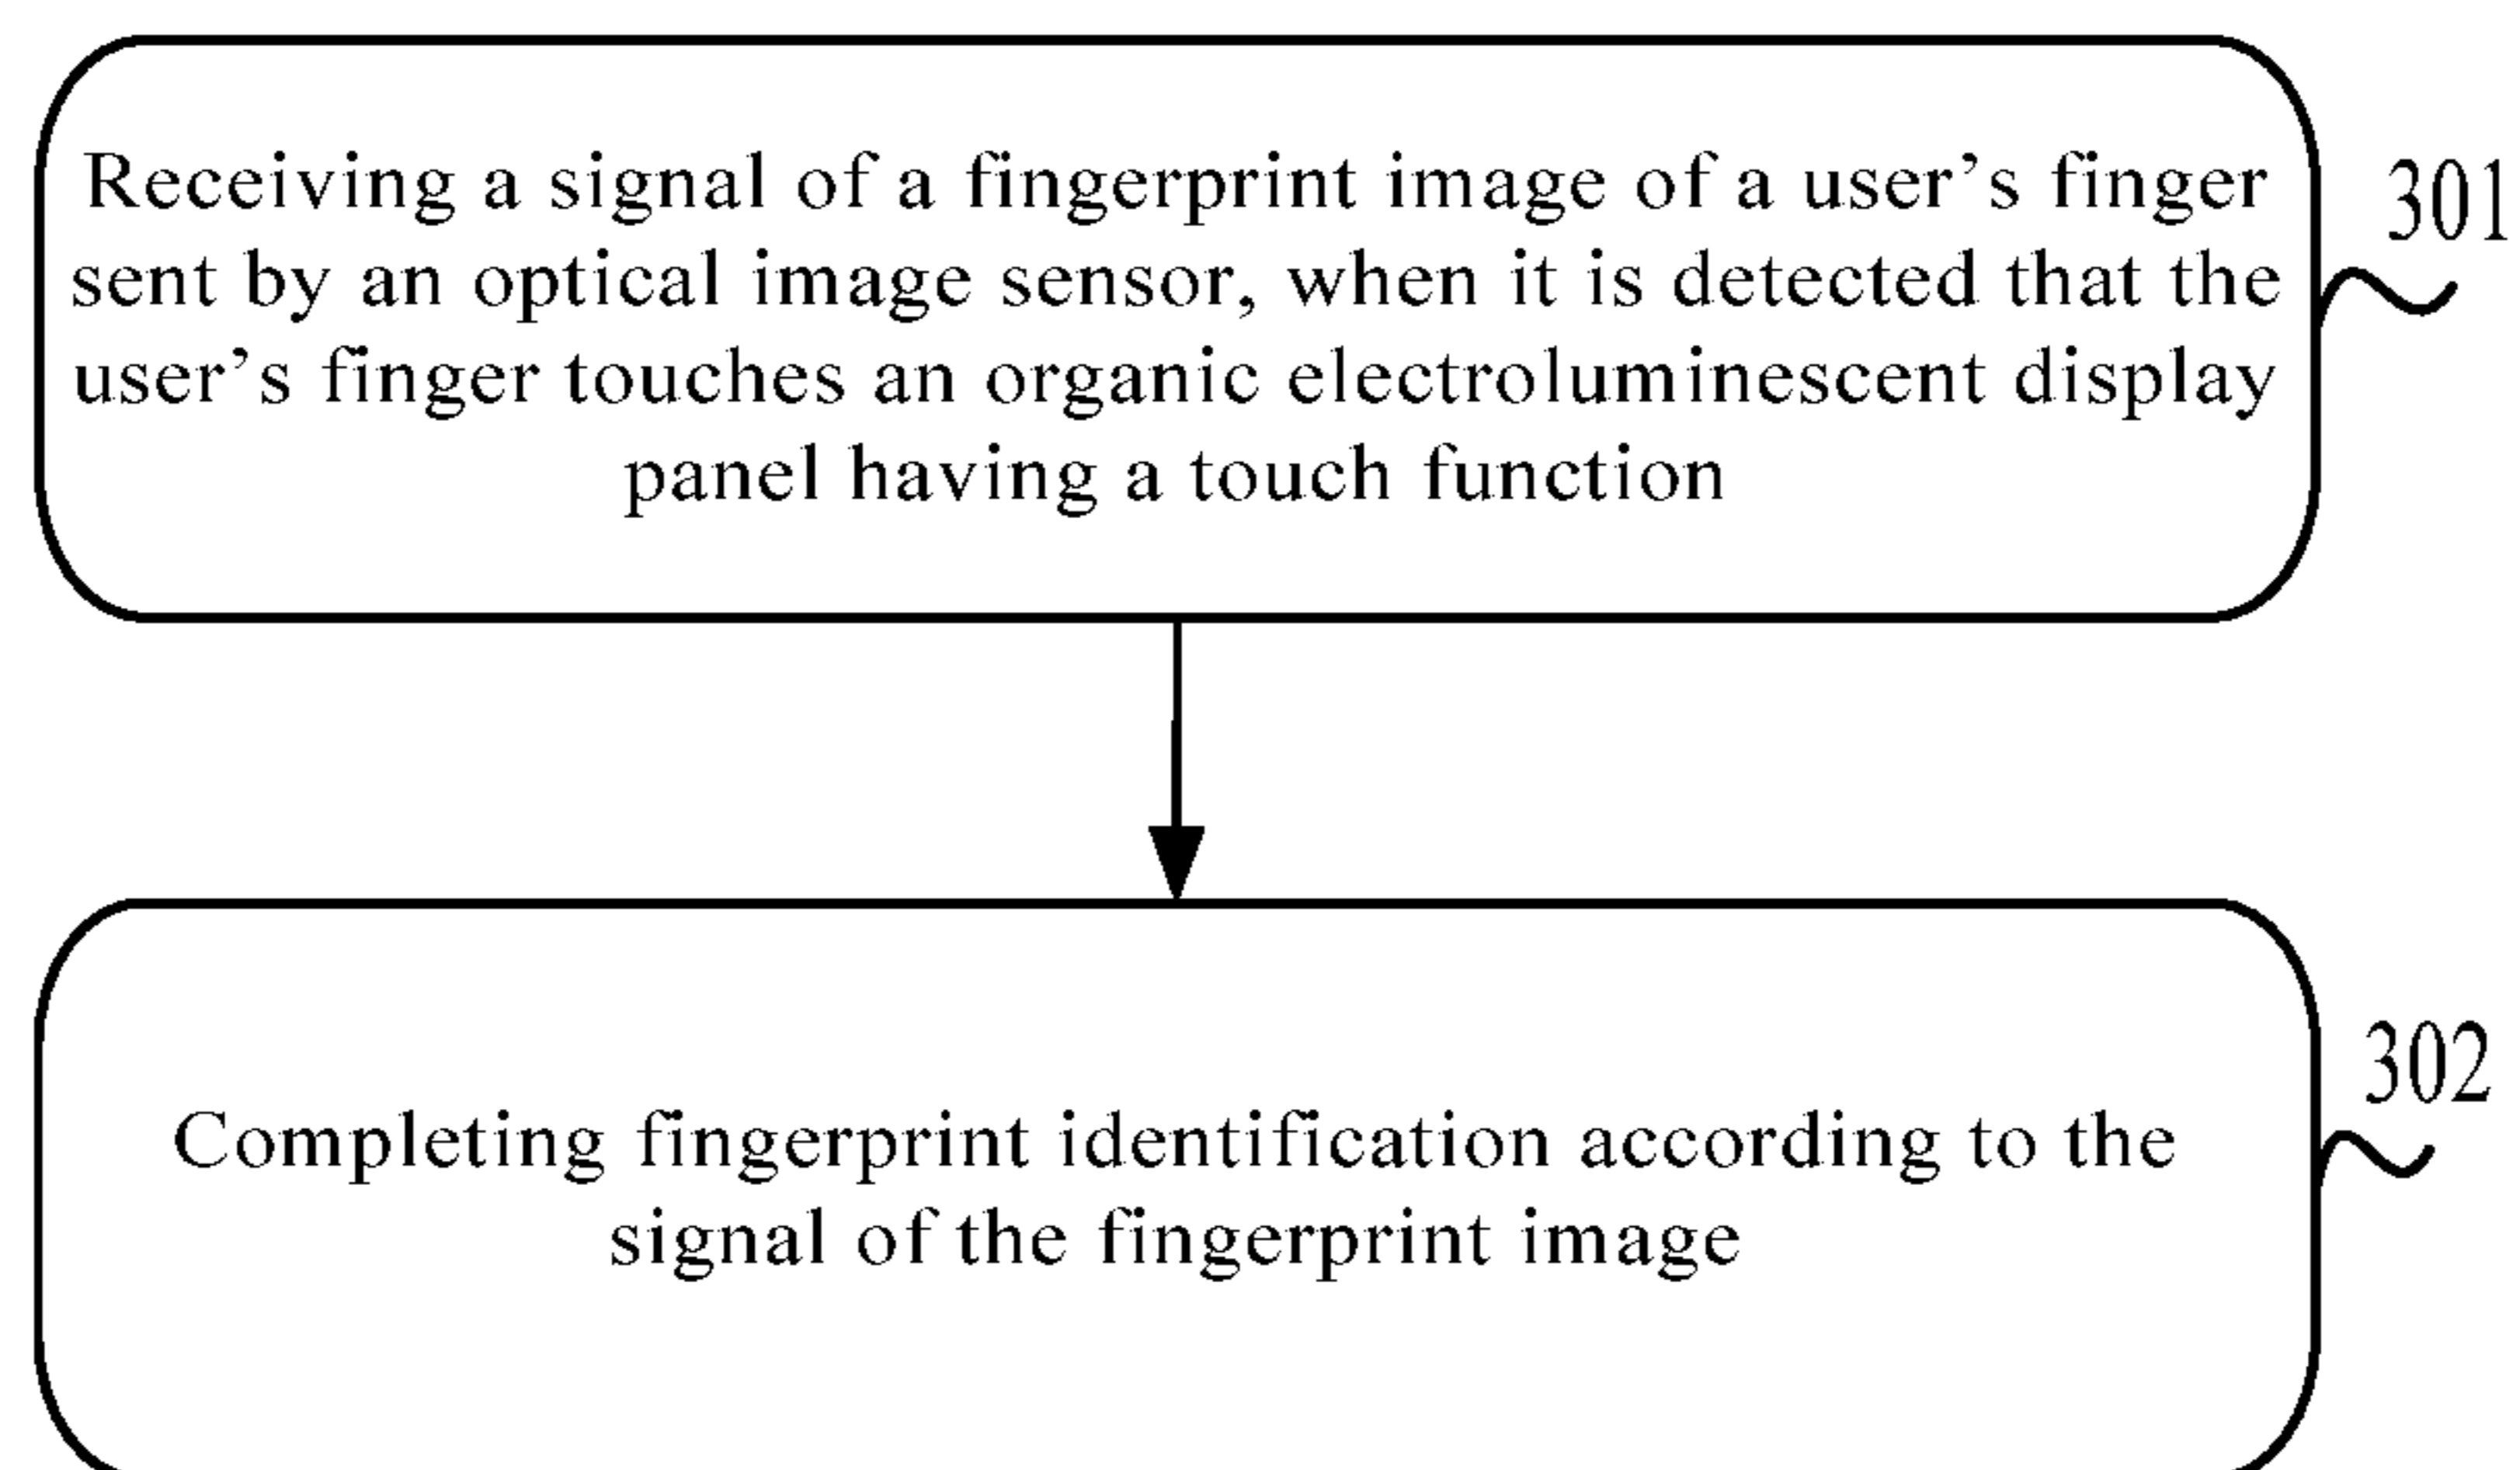 Receiving a signal of a fingerprint image of a user’s finger
sent by an optical image sensor, when it is detected that the
user’s finger touches an organic electroluminescent display
panel having a touch function
301
Completing fingerprint identification according to the
signal of the fingerprint image
302